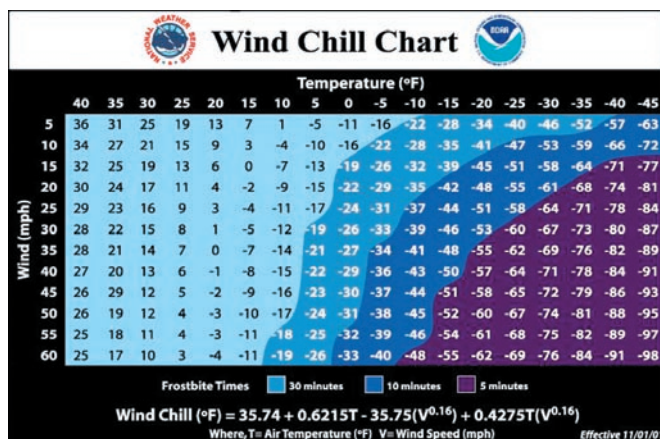 NATIONAL WEATHER SERVICE
Wind Chill Chart
NOAA
Temperature (ºF)
40 35 30 25 20 15 10 5 0 -5 -10 -15 -20 -25 -30 -35 -40 -45
Wind (mph)
5 36 31 25 19 13 7 1 -5 -11 -16 -22 -28 -34 -40 -46 -52 -57 -63
10 34 27 21 15 9 3 -4 -10 -16 -22 -28 -35 -41 -47 -53 -59 -66 -72
15 32 25 19 13 6 0 -7 -13 -19 -26 -32 -39 -45 -51 -58 -64 -71 -77
20 30 24 17 11 4 -2 -9 -15 -22 -29 -35 -42 -48 -55 -61 -68 -74 -81
25 29 23 16 9 3 -4 -11 -17 -24 -31 -37 -44 -51 -58 -64 -71 -78 -84
30 28 22 15 8 1 -5 -12 -19 -26 -33 -39 -46 -53 -60 -67 -73 -80 -87
35 28 21 14 7 0 -7 -14 -21 -27 -34 -41 -48 -55 -62 -69 -76 -82 -89
40 27 20 13 6 -1 -8 -15 -22 -29 -36 -43 -50 -57 -64 -71 -78 -84 -91
45 26 29 12 5 -2 -9 -16 -23 -30 -37 -44 -51 -58 -65 -72 -79 -86 -93
50 26 19 12 4 -3 -10 -17 -24 -31 -38 -45 -52 -60 -67 -74 -81 -88 -95
55 25 18 11 4 -3 -11 -18 -25 -32 -39 -46 -54 -61 -68 -75 -82 -89 -97
60 25 17 10 3 -4 -11 -19 -26 -33 -40 -48 -55 -62 -69 -76 -84 -91 -98
Frostbite Times 30 minutes 10 minutes 5 minutes
Wind Chill (ºF) = 35.74 + 0.6215T - 35.75(V^0.16) + 0.4275T(V^0.16)
Where, T= Air Temperature (ºF) V= Wind Speed (mph) Effective 11/01/0